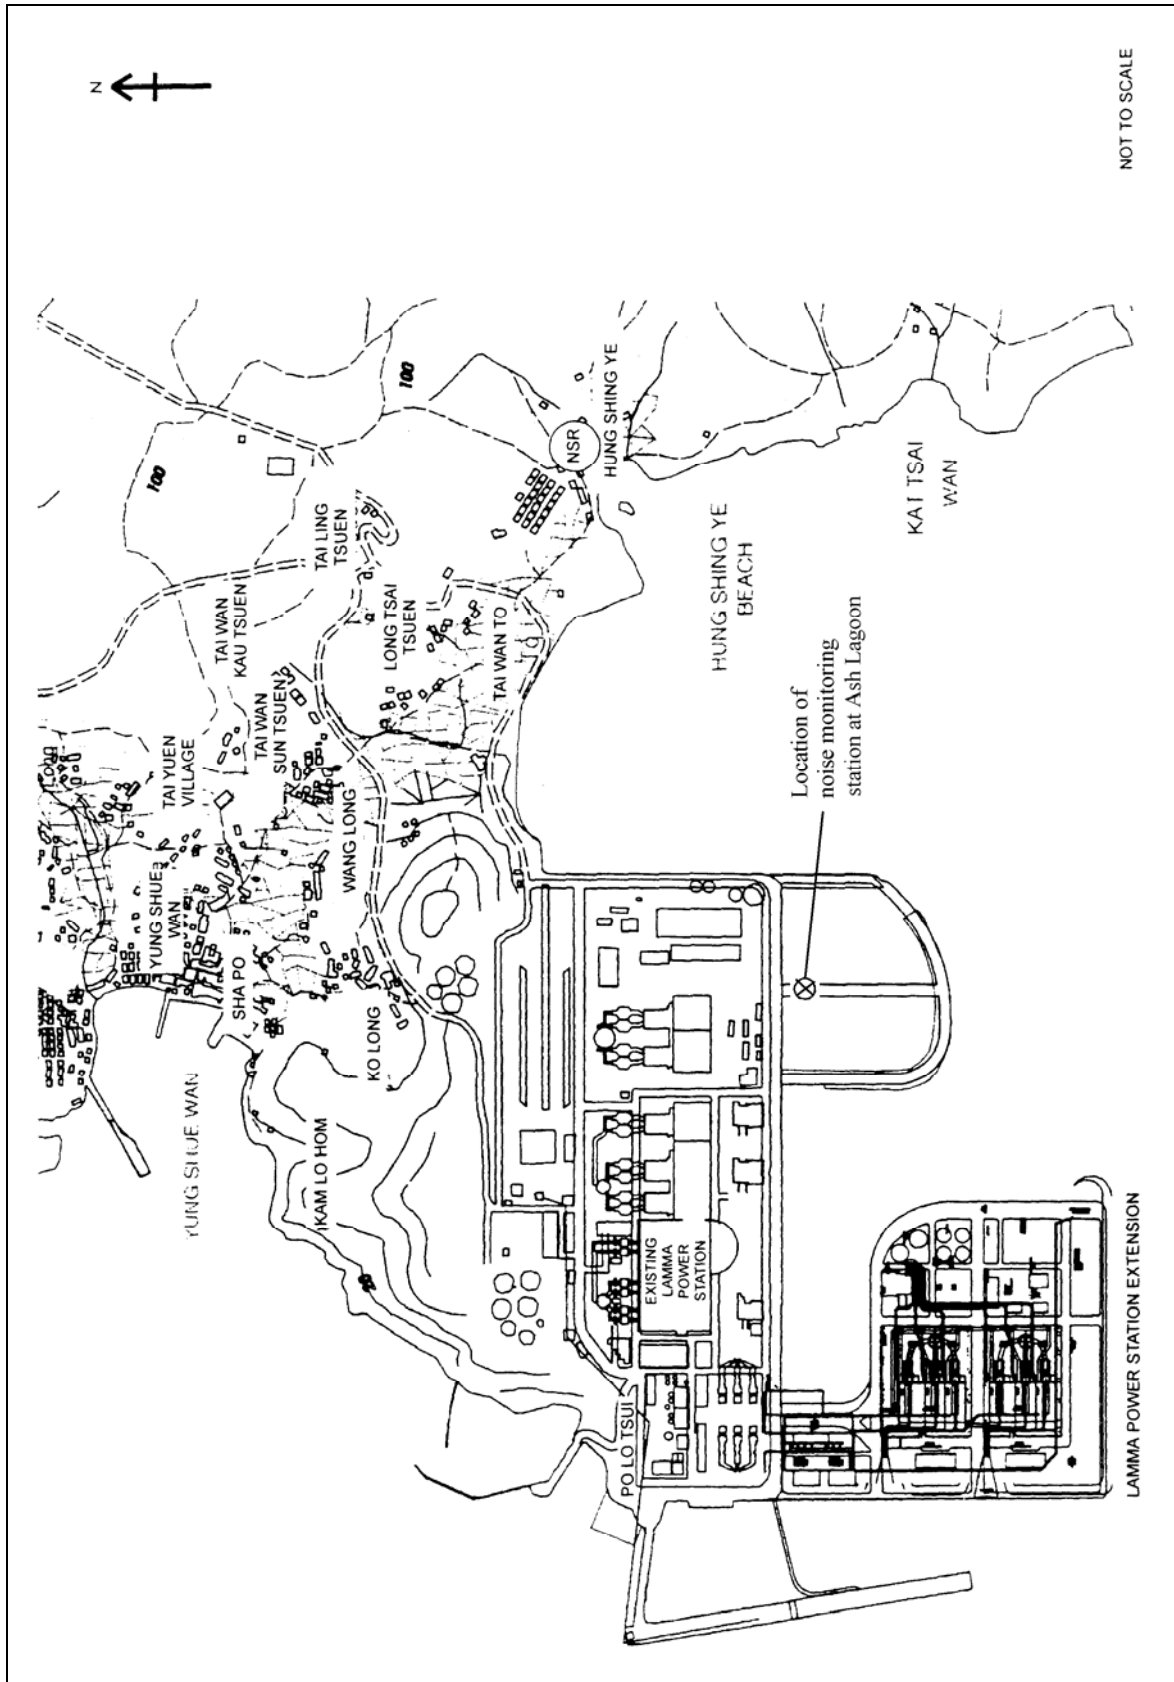 N
NOT TO SCALE
100
100
TAI LING
TSUEN
NSR
HUNG SHING YE
KAI TSAI
WAN
TAI WAN
KAU TSUEN
LONG TSAI
TSUEN
TAI WAN TO
HUNG SHING YE
BEACH
TAI YUEN
VILLAGE
TAI WAN
SUN TSUEN
WANG LONG
Location of
noise monitoring
station at Ash Lagoon
YUNG SHUE
WAN
SHA PO
KO LONG
YUNG SHUE WAN
KAM LO HOM
EXISTING
LAMMA
POWER
STATION
PO LO TSUI
LAMMA POWER STATION EXTENSION